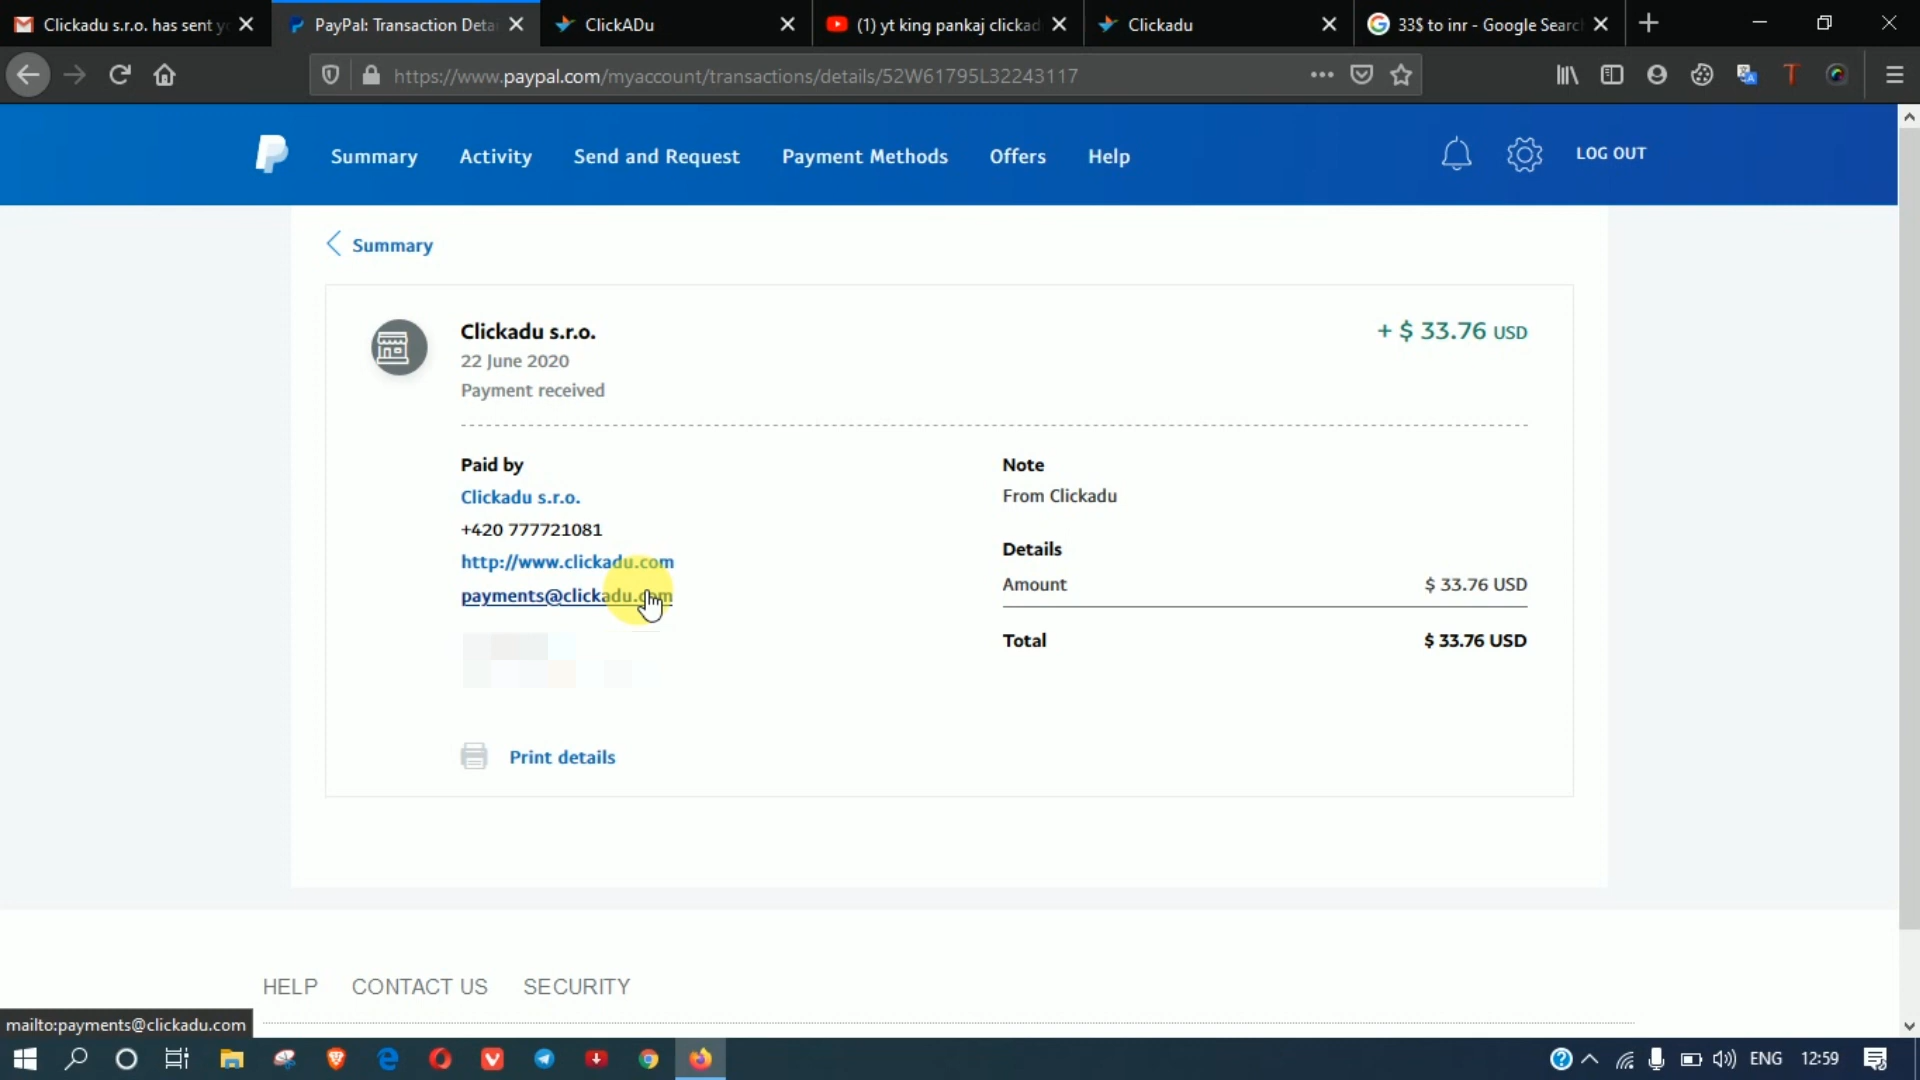 Clickadu s.r.o. has sent y
PayPal: Transaction Detai
ClickADu
(1) yt king pankaj clickad
Clickadu
33$ to inr - Google Searc
https://www.paypal.com/myaccount/transactions/details/52W61795L32243117
Summary
Activity
Send and Request
Payment Methods
Offers
Help
LOG OUT
Summary
Clickadu s.r.o.
+ $ 33.76 USD
22 June 2020
Payment received
Paid by
Clickadu s.r.o.
+420 777721081
http://www.clickadu.com
payments@clickadu.com
Note
From Clickadu
Details
Amount $ 33.76 USD
Total $ 33.76 USD
Print details
HELP CONTACT US SECURITY
mailto:payments@clickadu.com
ENG 12:59